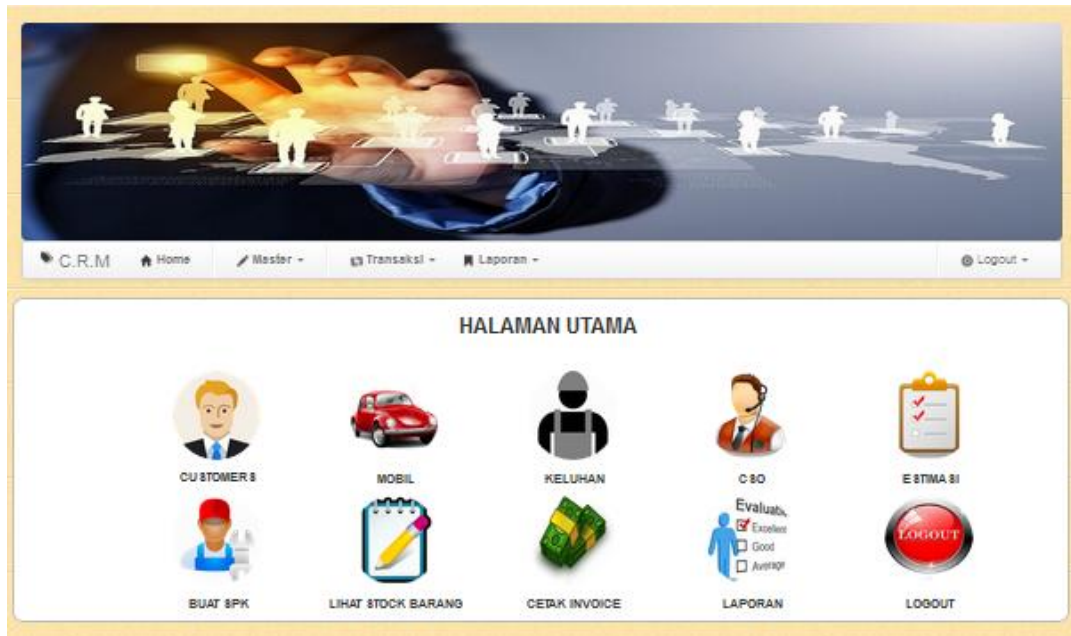 C.R.M Home Master Transaksi Laporan Logout
HALAMAN UTAMA
CUSTOMERS MOBIL KELUHAN CSO ESTIMASI
Evaluatio
Excellent
Good
Average
LOGOUT
BUAT SPK LIHAT STOCK BARANG CETAK INVOICE LAPORAN LOGOUT